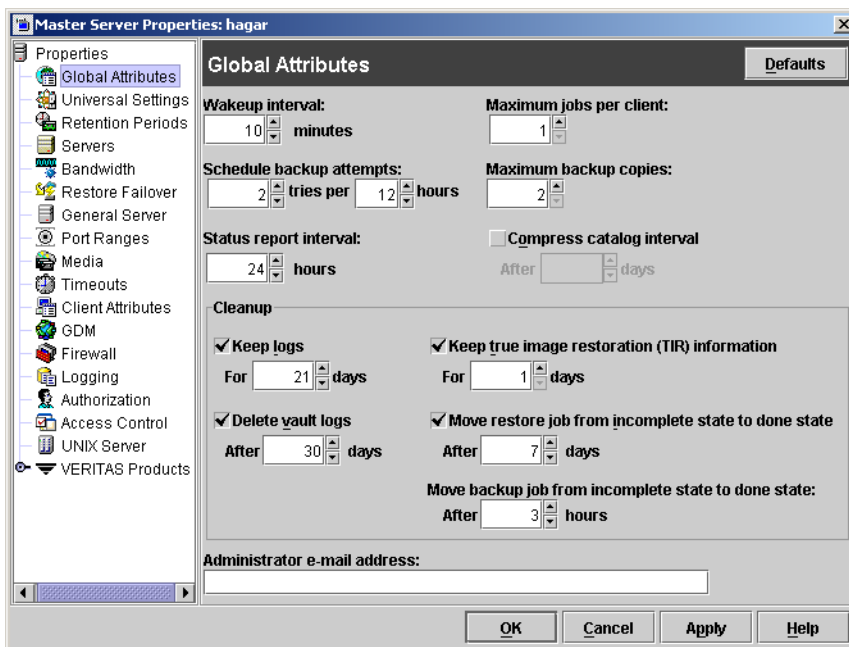 Master Server Properties: hagar
Properties
Global Attributes
Universal Settings
Retention Periods
Servers
Bandwidth
Restore Failover
General Server
Port Ranges
Media
Timeouts
Client Attributes
GDM
Firewall
Logging
Authorization
Access Control
UNIX Server
VERITAS Products
Global Attributes
Defaults
Wakeup interval:
10 minutes
Maximum jobs per client:
1
Schedule backup attempts:
2 tries per 12 hours
Maximum backup copies:
2
Status report interval:
24 hours
Compress catalog interval
After days
Cleanup
Keep logs
For 21 days
Keep true image restoration (TIR) information
For 1 days
Delete vault logs
After 30 days
Move restore job from incomplete state to done state
After 7 days
Move backup job from incomplete state to done state:
After 3 hours
Administrator e-mail address:
OK
Cancel
Apply
Help